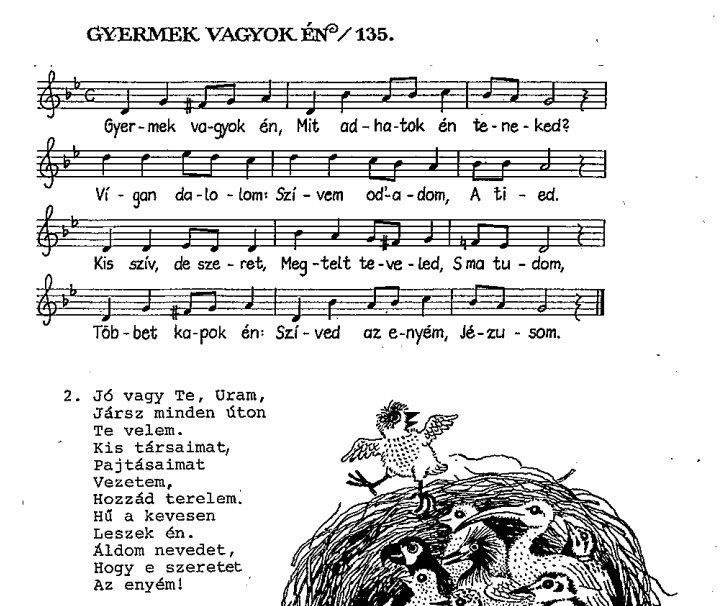 GYERMEK VAGYOK ÉN / 135.
Gyer-mek va-gyok én, Mit ad-ha-tok én te-ne-ked?
Ví-gan da-lo-lom: Szí-vem od'-a-dom, A ti-ed.
Kis szív, de sze-ret, Meg-telt te-ve-led, S ma tu-dom,
Töb-bet ka-pok én: Szí-ved az e-nyém, Jé-zu-som.
2. Jó vagy Te, Uram,
Jársz minden úton
Te velem.
Kis társaimat,
Pajtásaimat
Vezetem,
Hozzád terelem.
Hű a kevesen
Leszek én.
Áldom nevedet,
Hogy e szeretet
Az enyém!